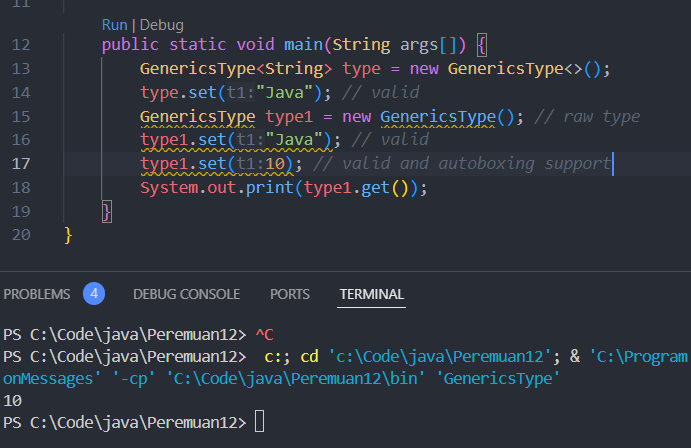 11
Run | Debug
12 public static void main(String args[]) {
13 GenericsType<String> type = new GenericsType<>();
14 type.set(t1:"Java"); // valid
15 GenericsType type1 = new GenericsType(); // raw type
16 type1.set(t1:"Java"); // valid
17 type1.set(t1:10); // valid and autoboxing support
18 System.out.print(type1.get());
19 }
20 }
PROBLEMS 4 DEBUG CONSOLE PORTS TERMINAL
PS C:\Code\java\Peremuan12> ^C
PS C:\Code\java\Peremuan12> c:; cd 'c:\Code\java\Peremuan12'; & 'C:\Program
onMessages' '-cp' 'C:\Code\java\Peremuan12\bin' 'GenericsType'
10
PS C:\Code\java\Peremuan12>